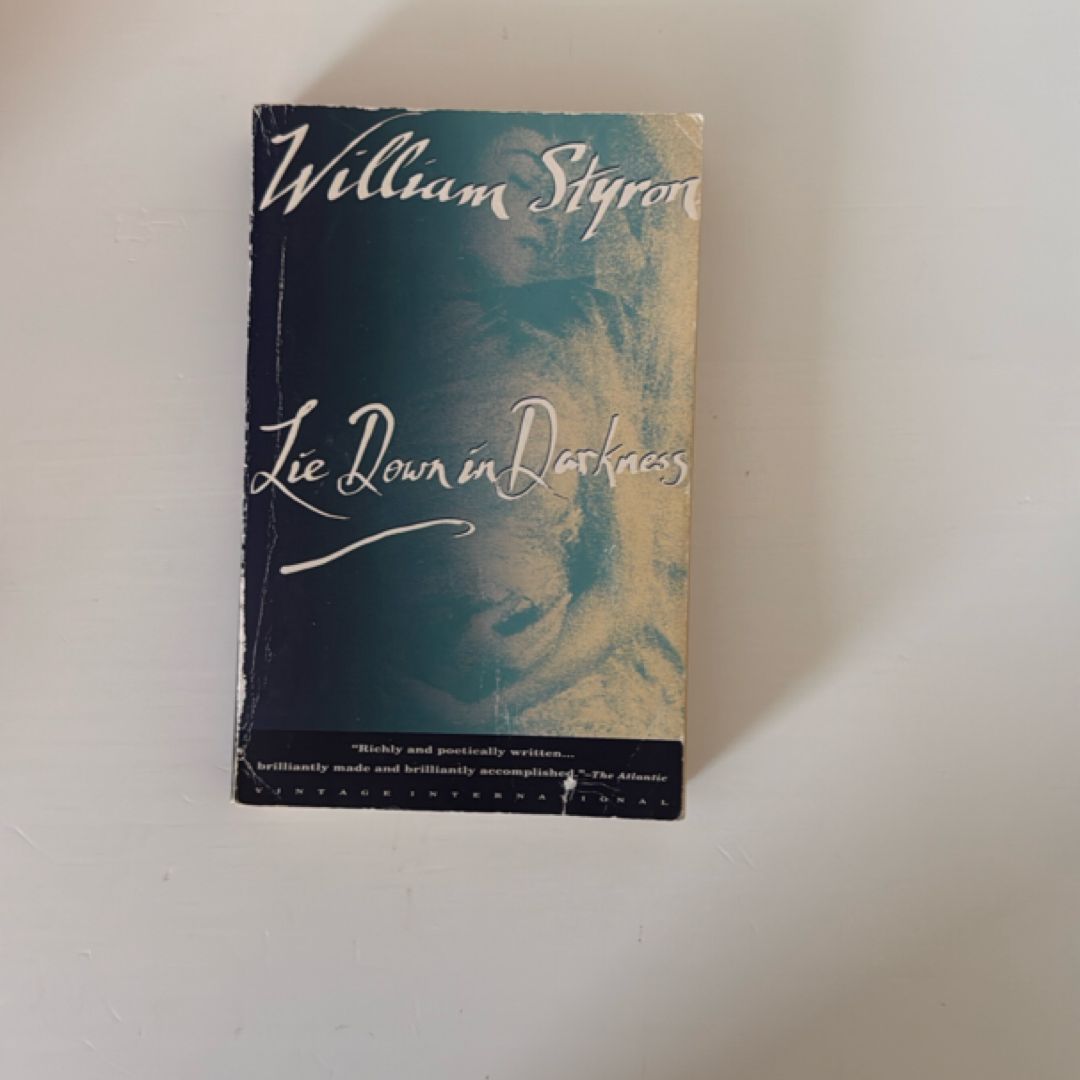 William Styron
Lie Down in Darkness
“Richly and poetically written...
brilliantly made and brilliantly accomplished.”–The Atlantic
VINTAGE INTERNATIONAL